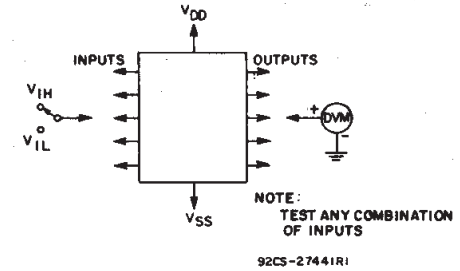 VDD
INPUTS
OUTPUTS
VIH
VIL
+
DVM
-
VSS
NOTE:
TEST ANY COMBINATION
OF INPUTS
92CS-27441R1